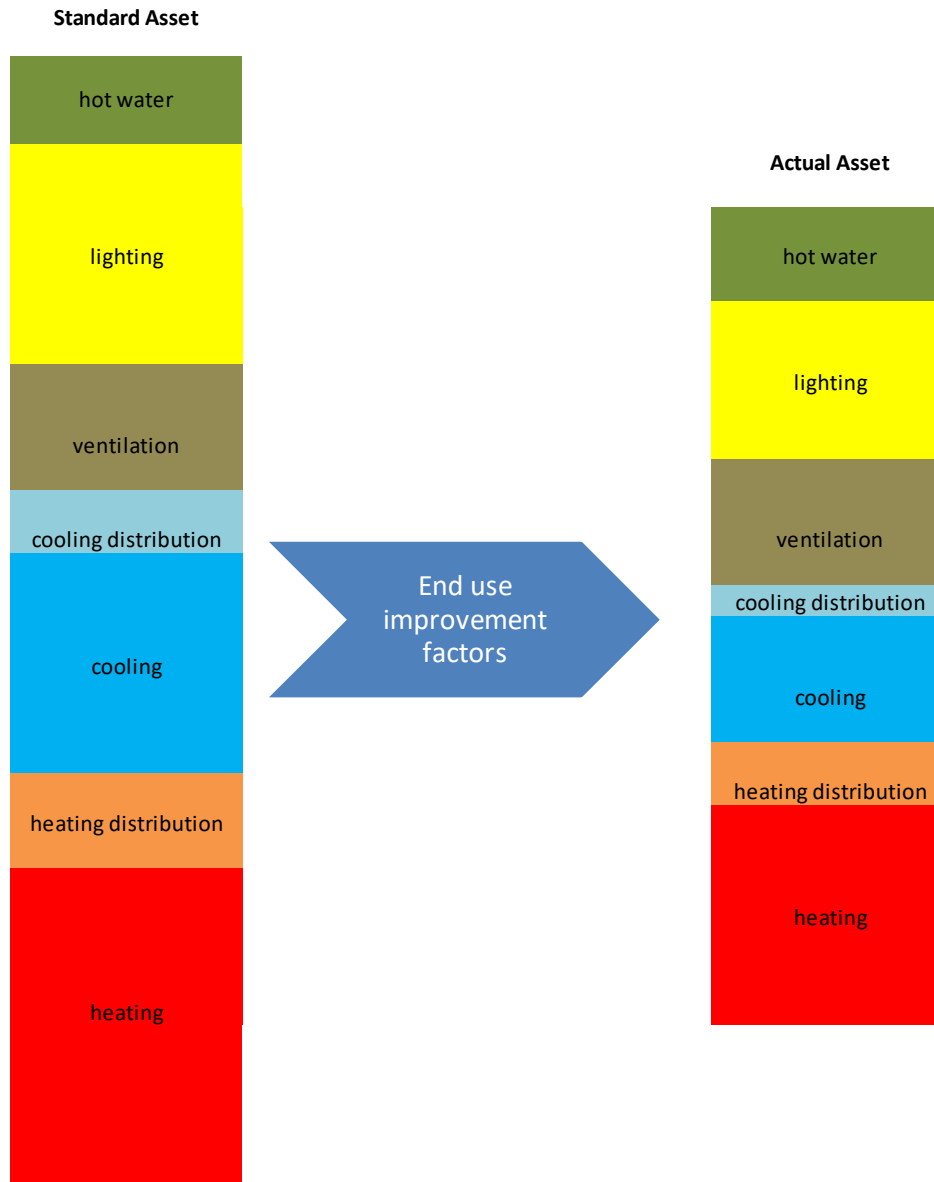 Standard Asset
hot water
lighting
ventilation
cooling distribution
cooling
heating distribution
heating
End use
improvement
factors
Actual Asset
hot water
lighting
ventilation
cooling distribution
cooling
heating distribution
heating